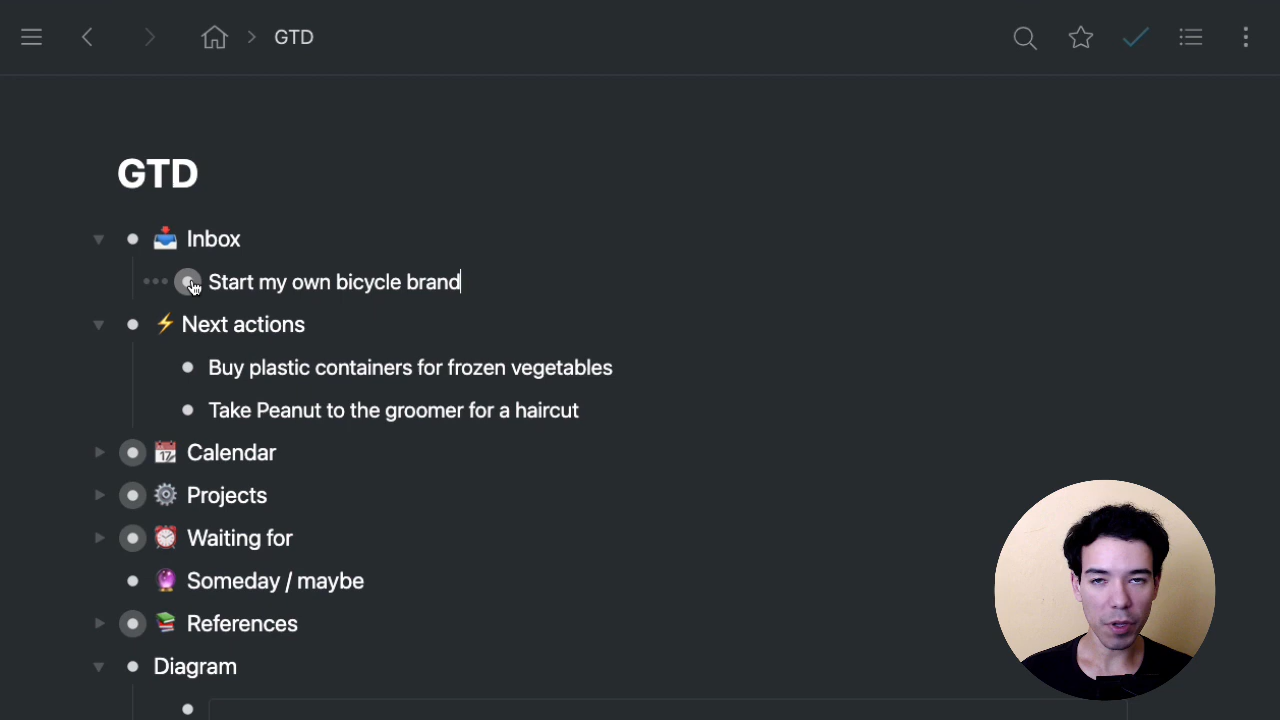 GTD
GTD
Inbox
Start my own bicycle brand
Next actions
Buy plastic containers for frozen vegetables
Take Peanut to the groomer for a haircut
Calendar
Projects
Waiting for
Someday / maybe
References
Diagram